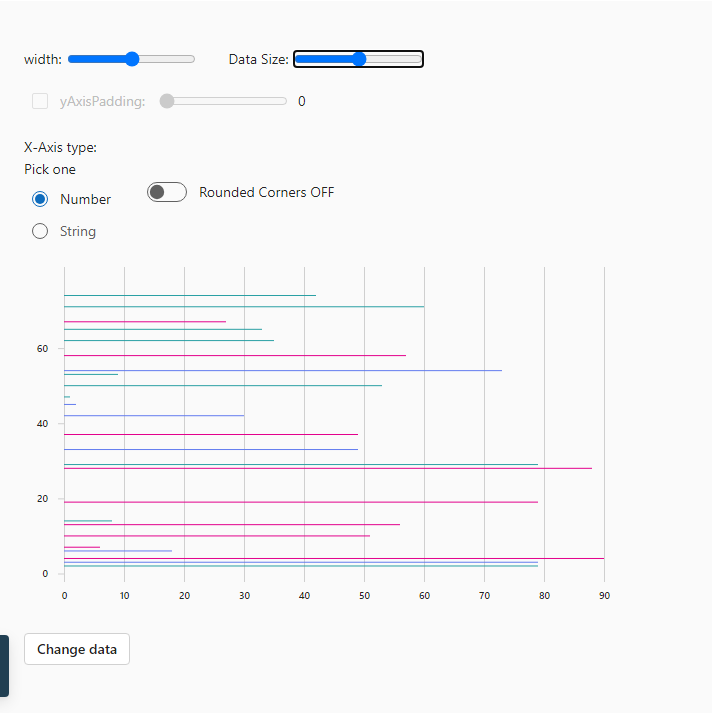 width: Data Size:
yAxisPadding: 0
X-Axis type:
Pick one
Number
Rounded Corners OFF
String
60
40
20
0
0 10 20 30 40 50 60 70 80 90
Change data